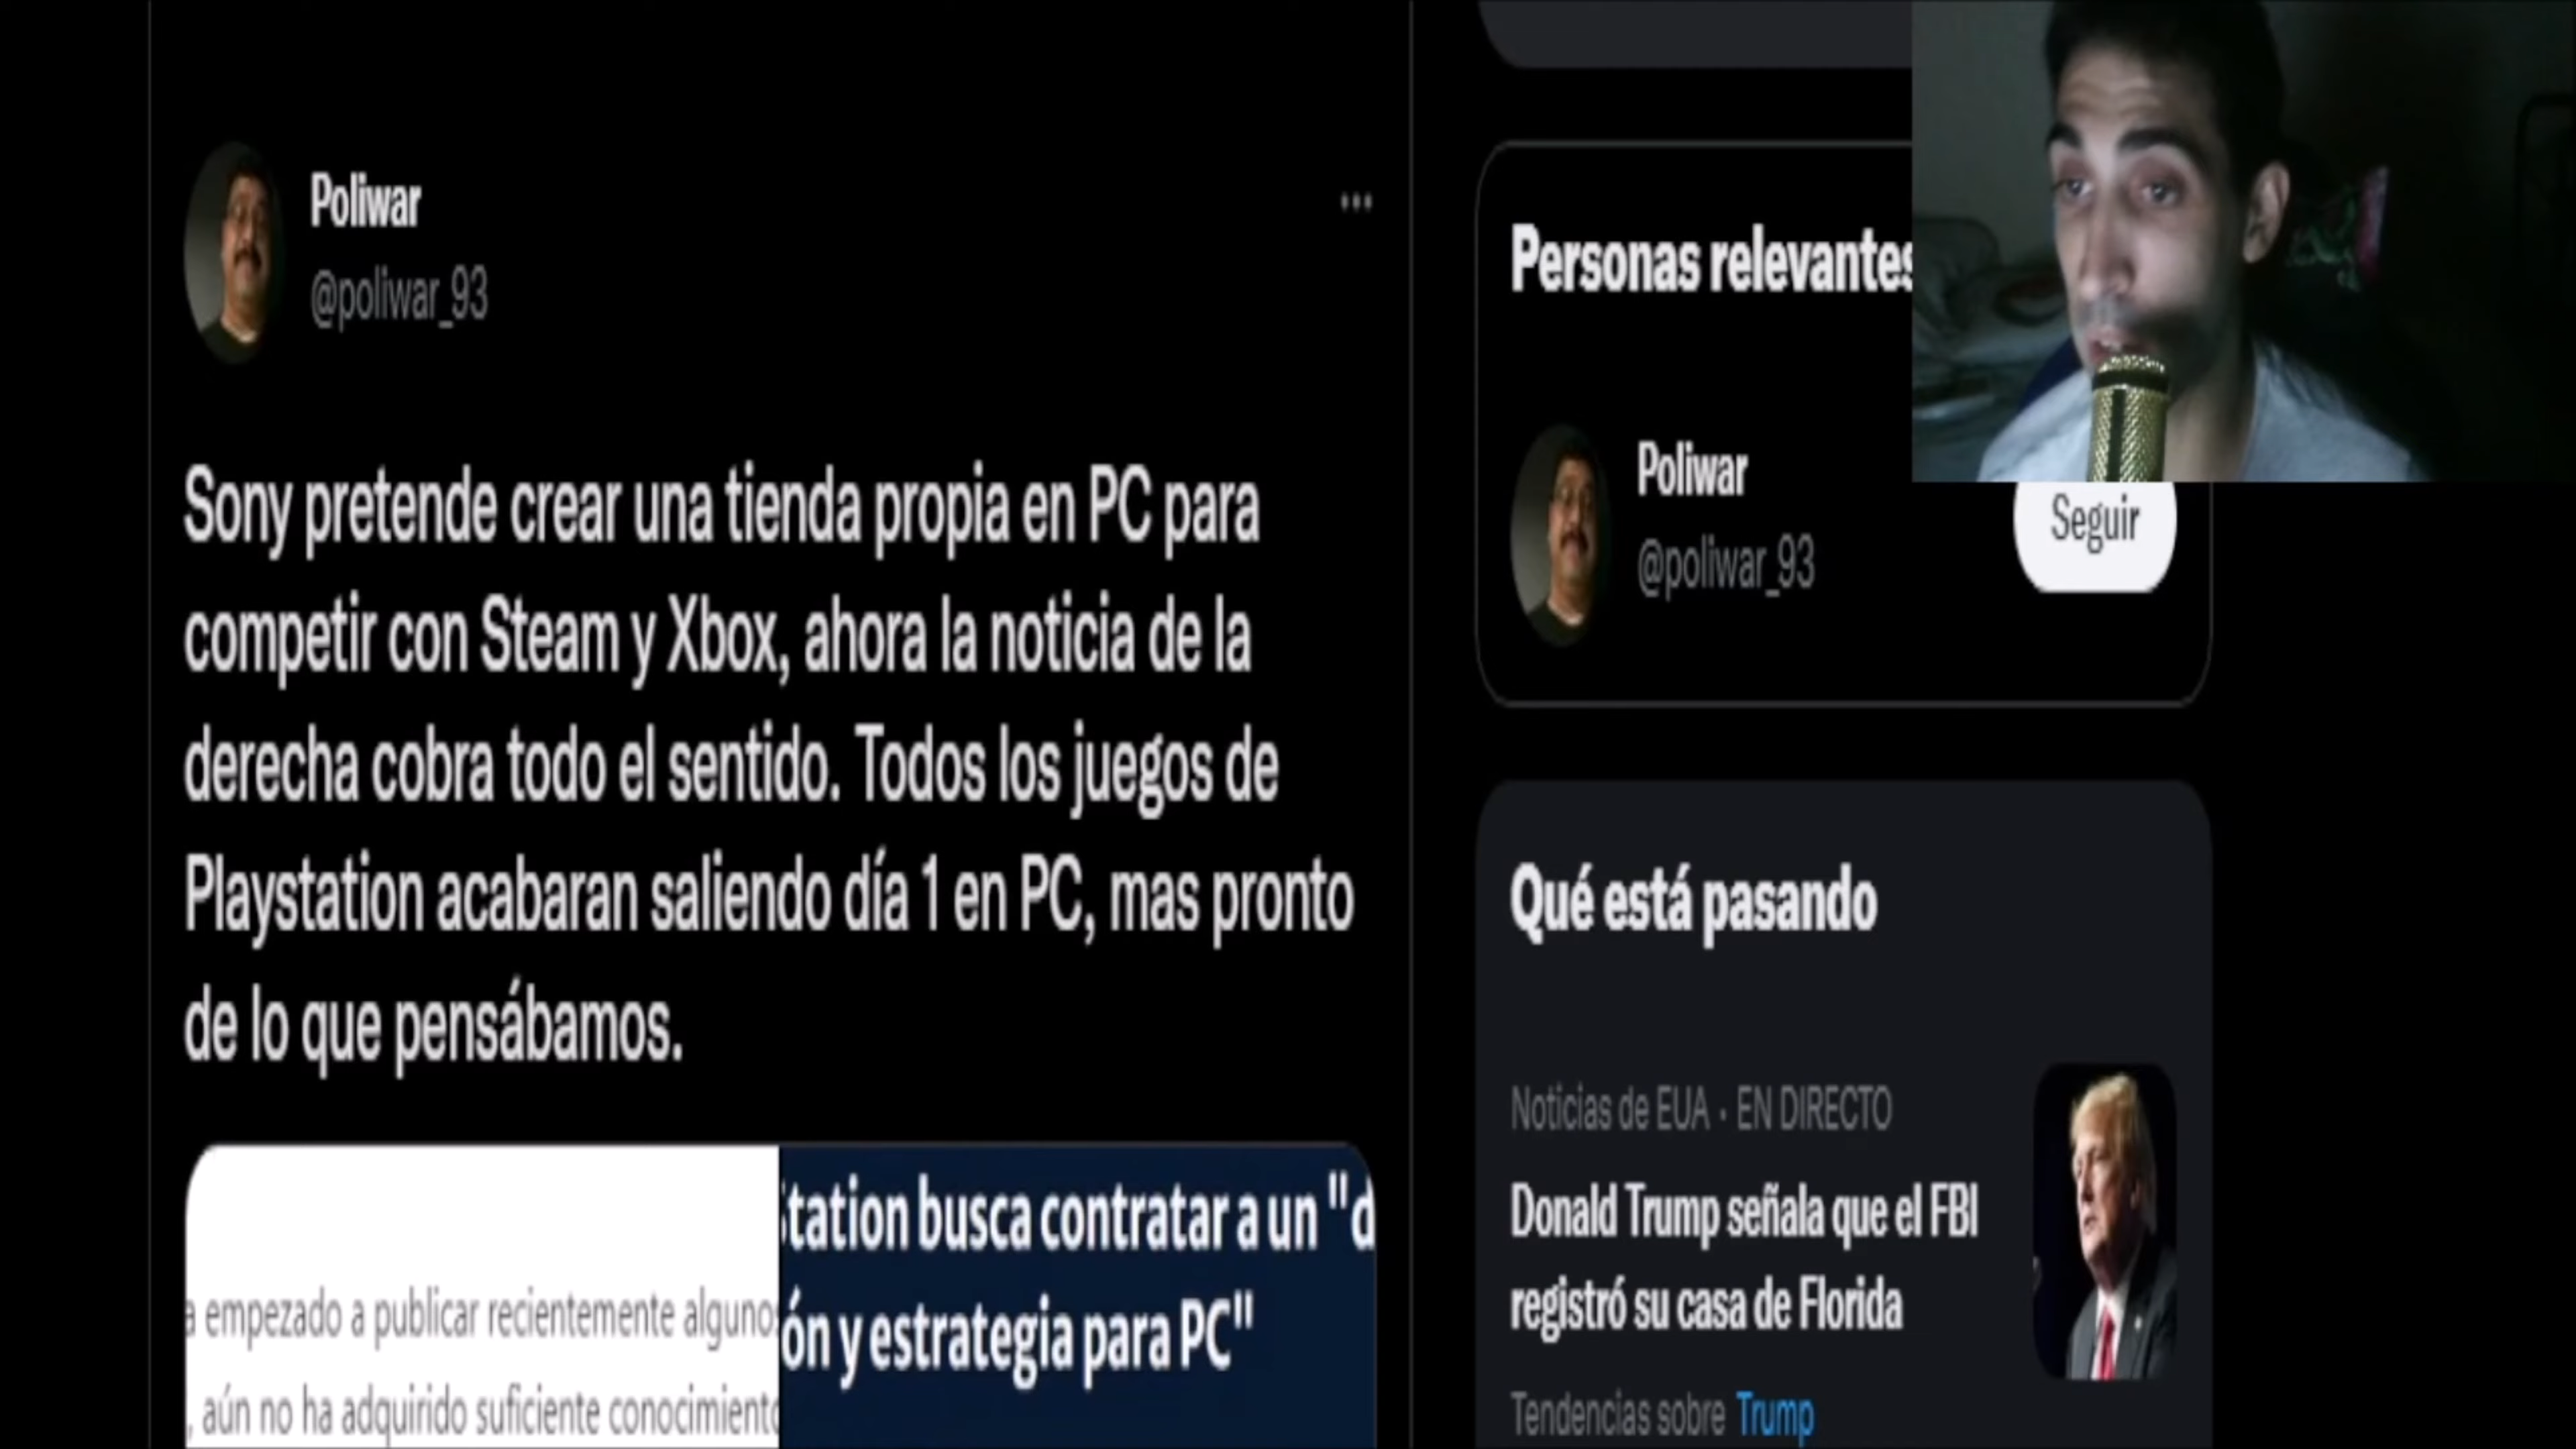 Poliwar
@poliwar_93
Sony pretende crear una tienda propia en PC para
competir con Steam y Xbox, ahora la noticia de la
derecha cobra todo el sentido. Todos los juegos de
Playstation acabaran saliendo día 1 en PC, mas pronto
de lo que pensábamos.
a empezado a publicar recientemente algunos
, aún no ha adquirido suficiente conocimiento
Station busca contratar a un "d
ón y estrategia para PC"
Personas relevantes
Poliwar
@poliwar_93
Seguir
Qué está pasando
Noticias de EUA · EN DIRECTO
Donald Trump señala que el FBI
registró su casa de Florida
Tendencias sobre Trump